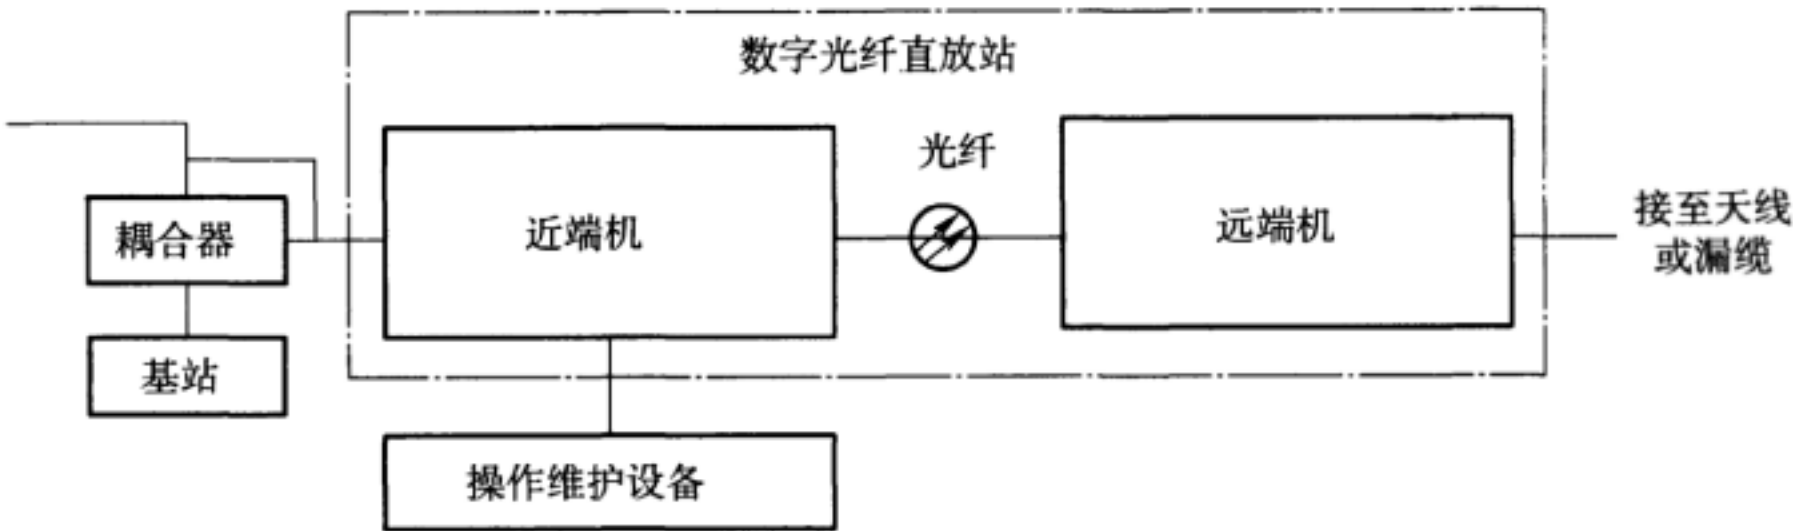 数字光纤直放站
光纤
耦合器
近端机
远端机
接至天线
或漏缆
基站
操作维护设备